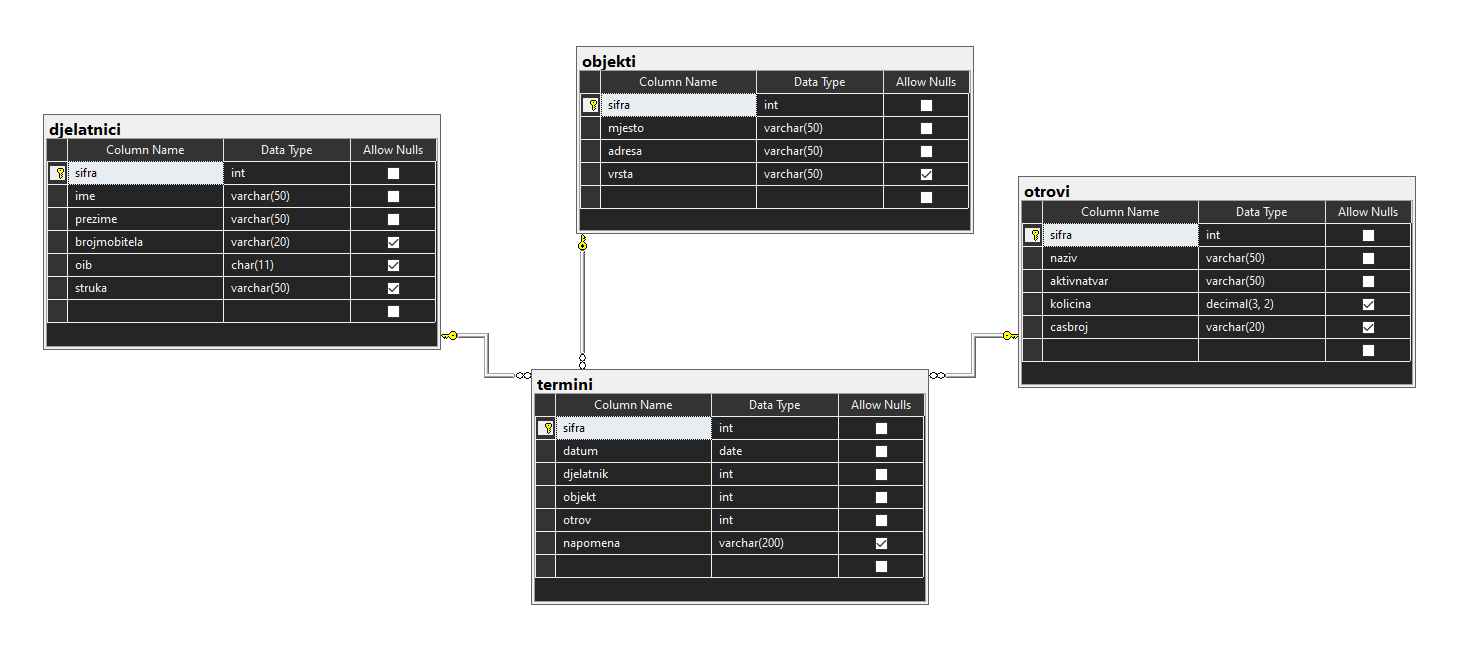 objekti
Column Name Data Type Allow Nulls
sifra int
mjesto varchar(50)
adresa varchar(50)
vrsta varchar(50)
djelatnici
Column Name Data Type Allow Nulls
sifra int
ime varchar(50)
prezime varchar(50)
brojmobitela varchar(20)
oib char(11)
struka varchar(50)
otrovi
Column Name Data Type Allow Nulls
sifra int
naziv varchar(50)
aktivnatvar varchar(50)
kolicina decimal(3, 2)
casbroj varchar(20)
termini
Column Name Data Type Allow Nulls
sifra int
datum date
djelatnik int
objekt int
otrov int
napomena varchar(200)